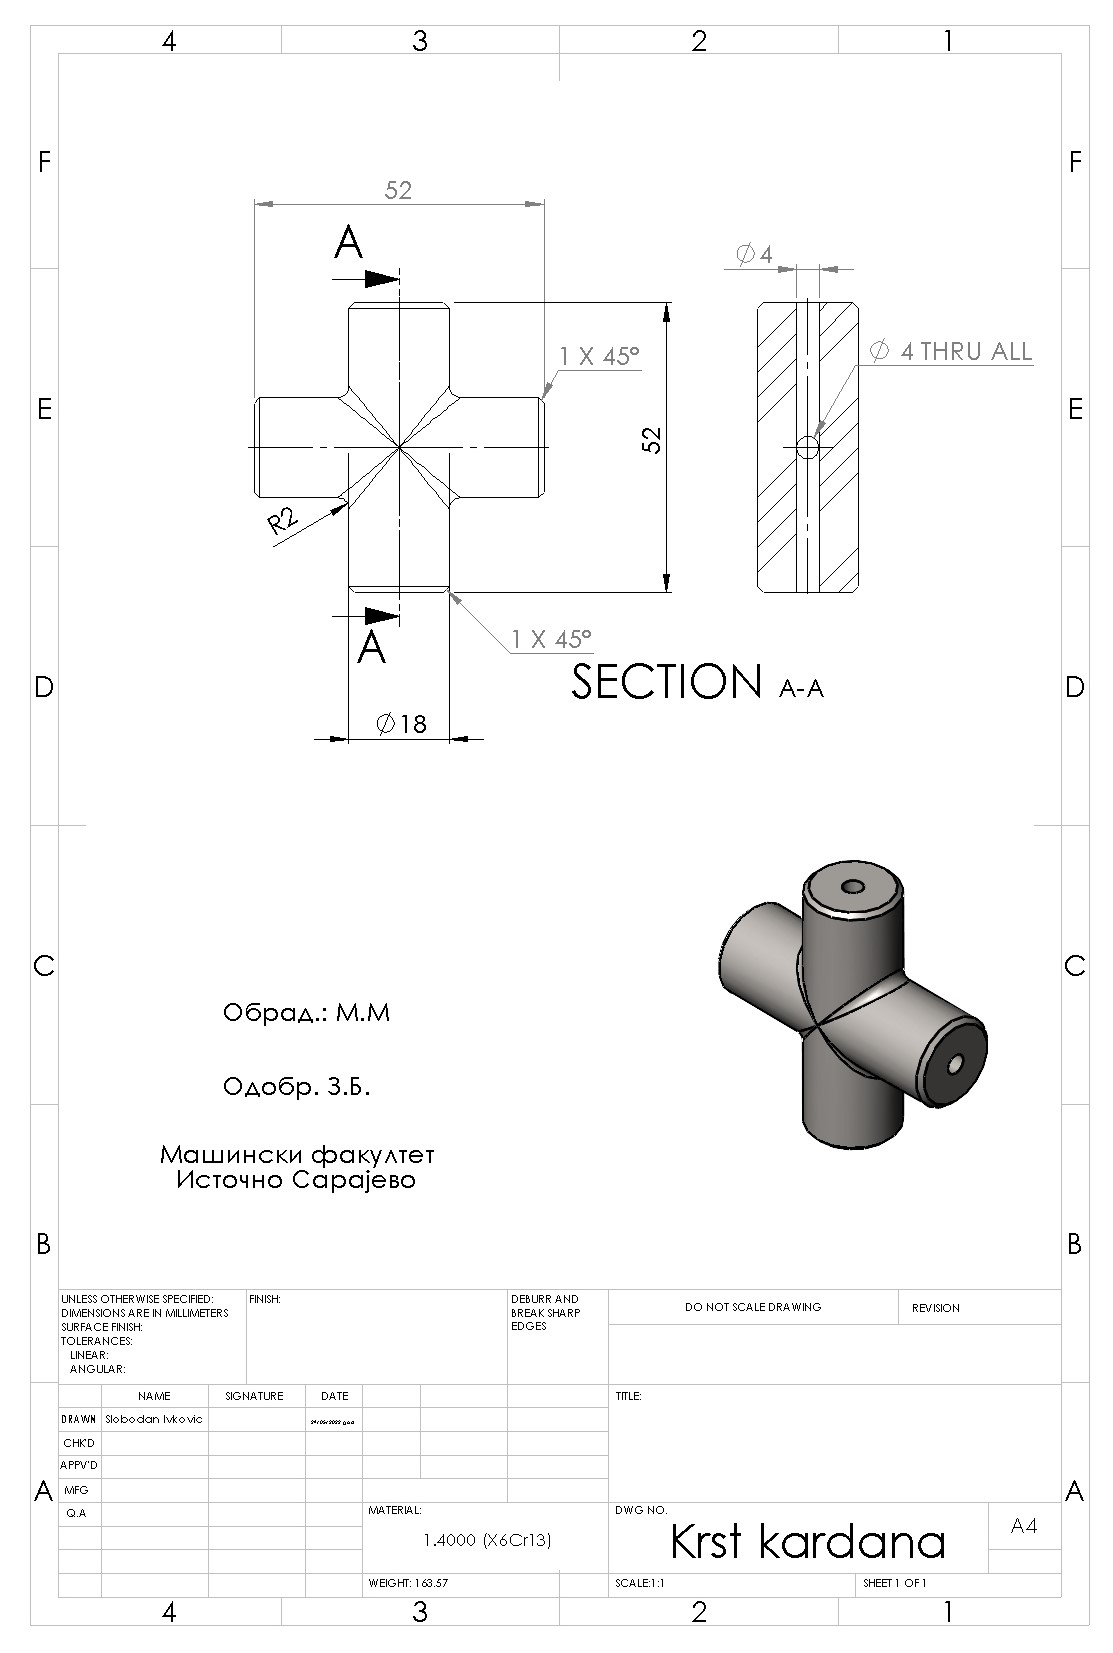 4 3 2 1
F F
52
A
⌀4
1 X 45°
⌀ 4 THRU ALL
E E
52
R2
1 X 45°
A
SECTION A-A
D D
⌀18
C C
Обрад.: М.М
Одобр. З.Б.
Машински факултет
Источно Сарајево
B B
UNLESS OTHERWISE SPECIFIED:
DIMENSIONS ARE IN MILLIMETERS
SURFACE FINISH:
TOLERANCES:
LINEAR:
ANGULAR:
FINISH:
DEBURR AND
BREAK SHARP
EDGES
DO NOT SCALE DRAWING
REVISION
NAME SIGNATURE DATE
TITLE:
DRAWN Slobodan Ivkovic
CHK'D
APPV'D
A A
MFG
Q.A
MATERIAL:
1.4000 (X6Cr13)
DWG NO.
Krst kardana
A4
WEIGHT: 163.57
SCALE:1:1
SHEET 1 OF 1
4 3 2 1